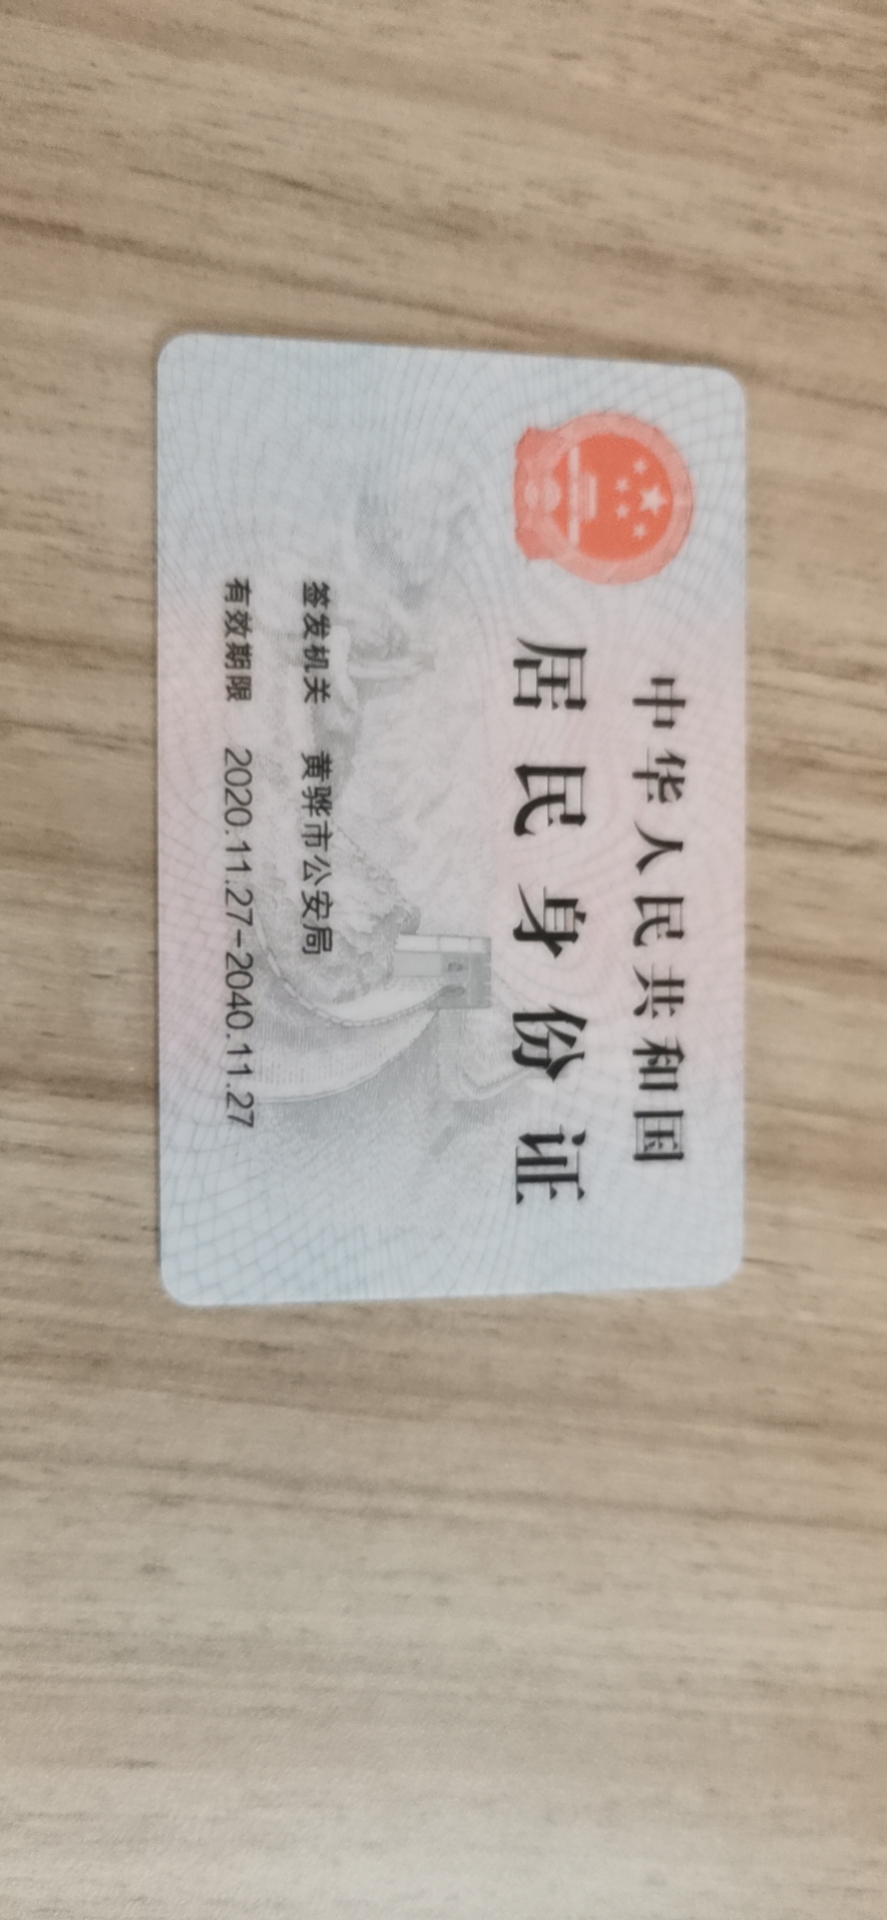 中华人民共和国
居民身份证
签发机关 黄骅市公安局
有效期限 2020.11.27-2040.11.27